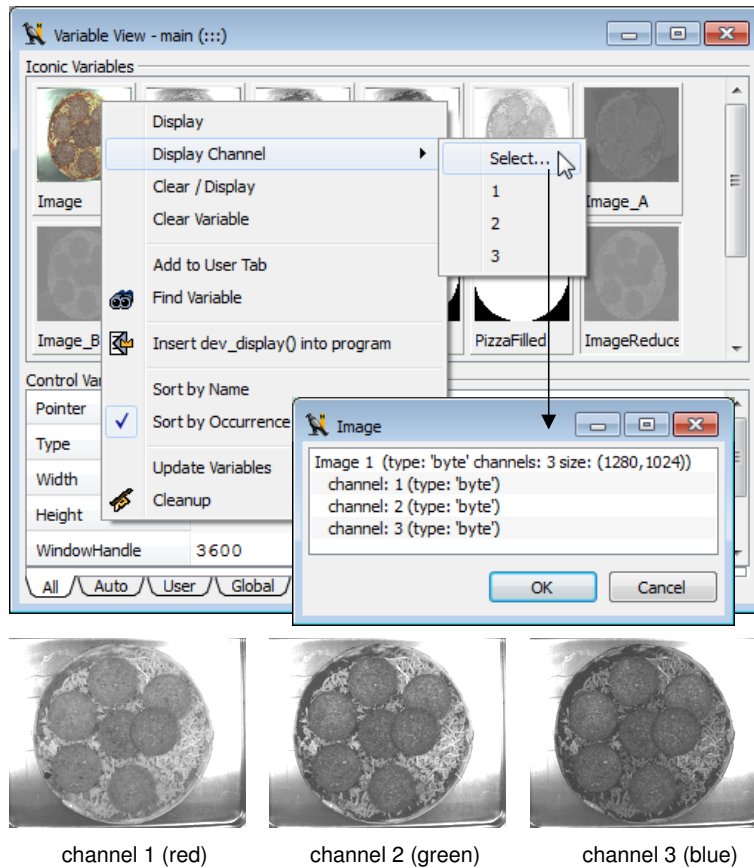 Variable View - main (:::)
Iconic Variables
Image
Image_A
Image_B
PizzaFilled
ImageReduce
Display
Display Channel
Clear / Display
Clear Variable
Add to User Tab
Find Variable
Insert dev_display() into program
Sort by Name
Sort by Occurrence
Update Variables
Cleanup
Select...
1
2
3
Control Var
Pointer
Type
Width
Height
WindowHandle 3600
All Auto User Global
Image
Image 1 (type: 'byte' channels: 3 size: (1280,1024))
channel: 1 (type: 'byte')
channel: 2 (type: 'byte')
channel: 3 (type: 'byte')
OK Cancel
channel 1 (red) channel 2 (green) channel 3 (blue)